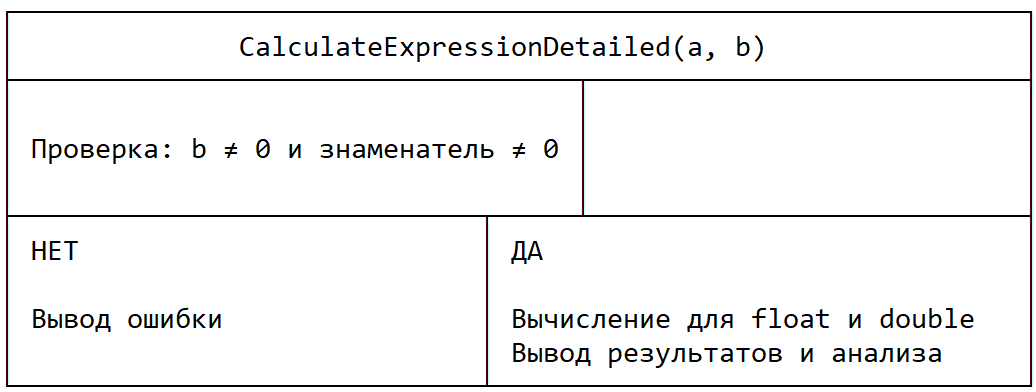 CalculateExpressionDetailed(a, b)
Проверка: b ≠ 0 и знаменатель ≠ 0
НЕТ
Вывод ошибки
ДА
Вычисление для float и double
Вывод результатов и анализа